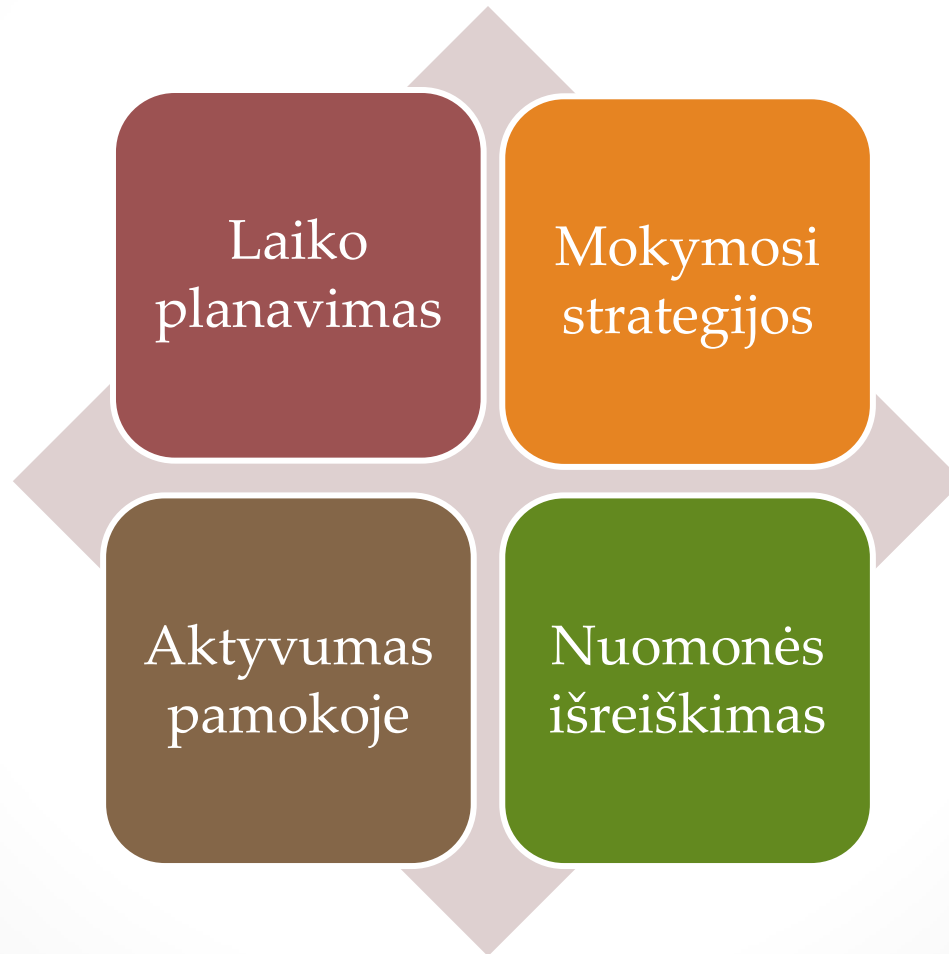 Laiko
planavimas
Mokymosi
strategijos
Aktyvumas
pamokoje
Nuomonės
išreiškimas